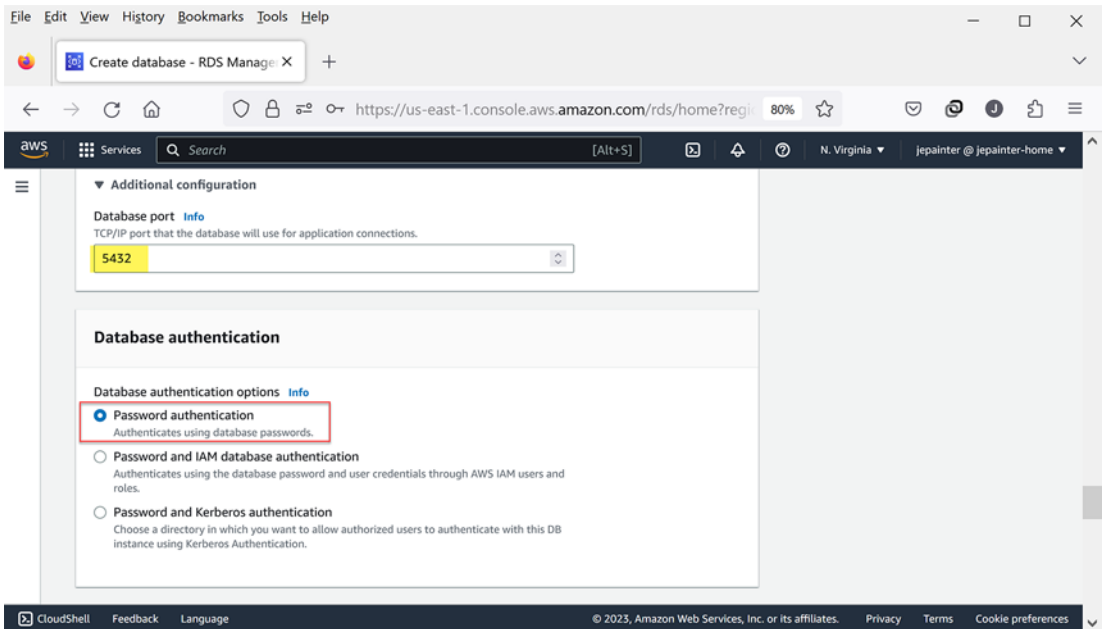 File Edit View History Bookmarks Tools Help
Create database - RDS Manage
https://us-east-1.console.aws.amazon.com/rds/home?regi 80%
aws Services Search [Alt+S] N. Virginia jepainter @ jepainter-home
Additional configuration
Database port Info
TCP/IP port that the database will use for application connections.
5432
Database authentication
Database authentication options Info
Password authentication
Authenticates using database passwords.
Password and IAM database authentication
Authenticates using the database password and user credentials through AWS IAM users and
roles.
Password and Kerberos authentication
Choose a directory in which you want to allow authorized users to authenticate with this DB
instance using Kerberos Authentication.
CloudShell Feedback Language © 2023, Amazon Web Services, Inc. or its affiliates. Privacy Terms Cookie preferences